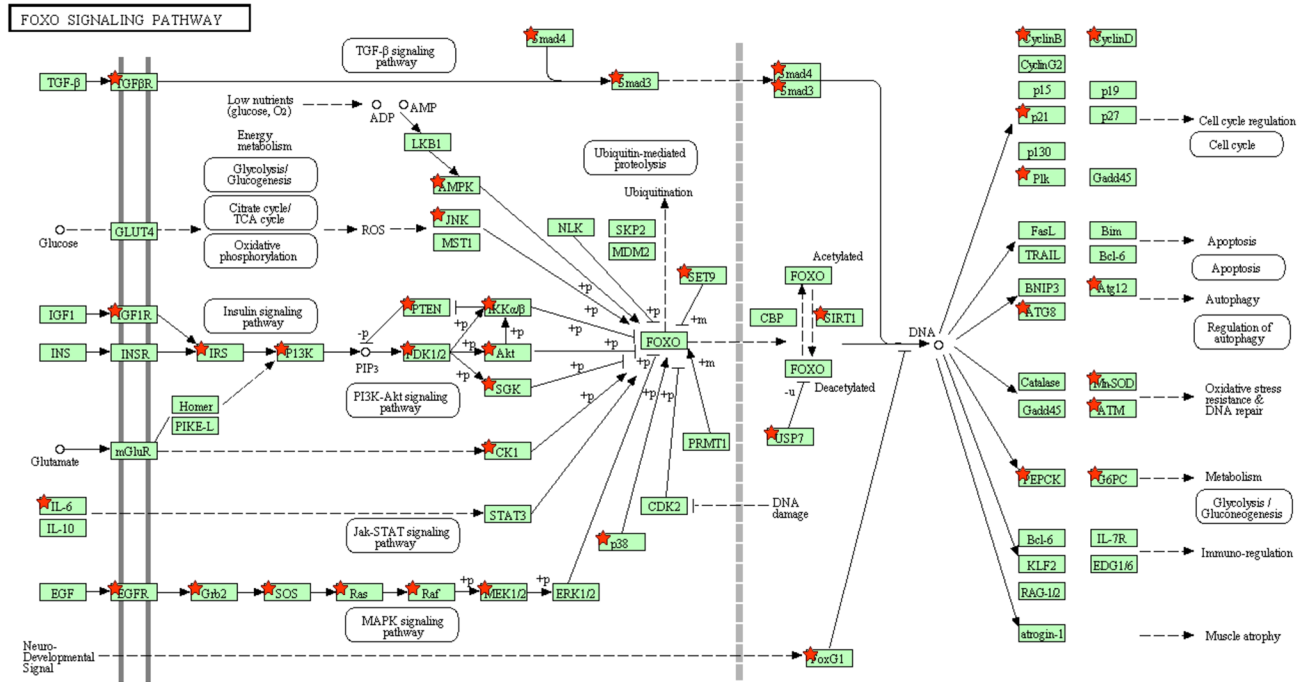 FOXO SIGNALING PATHWAY
TGF-β signaling
pathway
Smad4
CyclinB
CyclinD
CyclinG2
TGF-β
TGFβR
Smad3
Smad4
Smad3
p15
p19
Low nutrients
(glucose, O2)
ADP
AMP
p21
p27
Cell cycle regulation
Cell cycle
Energy
metabolism
LKB1
Ubiquitin-mediated
proteolysis
p130
Glycolysis/
Glucogenesis
AMPK
Ubiquitination
Plk
Gadd45
Citrate cycle/
TCA cycle
Glucose
GLUT4
Oxidative
phosphorylation
ROS
JNK
MST1
NLK
SKP2
MDM2
FasL
Bim
Apoptosis
TRAIL
Bcl-6
Apoptosis
Acetylated
FOXO
SET9
+p
+p
+p
+m
BNIP3
Atg12
Autophagy
ATG8
Regulation of
autophagy
IGF1
IGF1R
Insulin signaling
pathway
PTEN
IKKα/β
CBP
SIRT1
DNA
-p
+p
+p
+p
INS
INSR
IRS
PI3K
PIP3
PDK1/2
Akt
+p
+p
FOXO
+m
FOXO
Deacetylated
+p
SGK
+p
+p
+p
+p
-u
PI3K-Akt signaling
pathway
Catalase
Mn-SOD
Oxidative stress
resistance &
DNA repair
Gadd45
ATM
Homer
PIKE-L
USP7
PRMT1
Glutamate
mGluR
CK1
PEPCK
G6PC
Metabolism
Glycolysis /
Gluconeogenesis
IL-6
IL-10
STAT3
CDK2
DNA
damage
Jak-STAT signaling
pathway
p38
Bcl-6
IL-7R
Immuno-regulation
KLF2
EDG1/6
RAG-1/2
EGF
EGFR
Grb2
SOS
Ras
Raf
+p
MEK1/2
+p
ERK1/2
MAPK signaling
pathway
atrogin-1
Muscle atrophy
Neuro-
Developmental
Signal
FoxG1